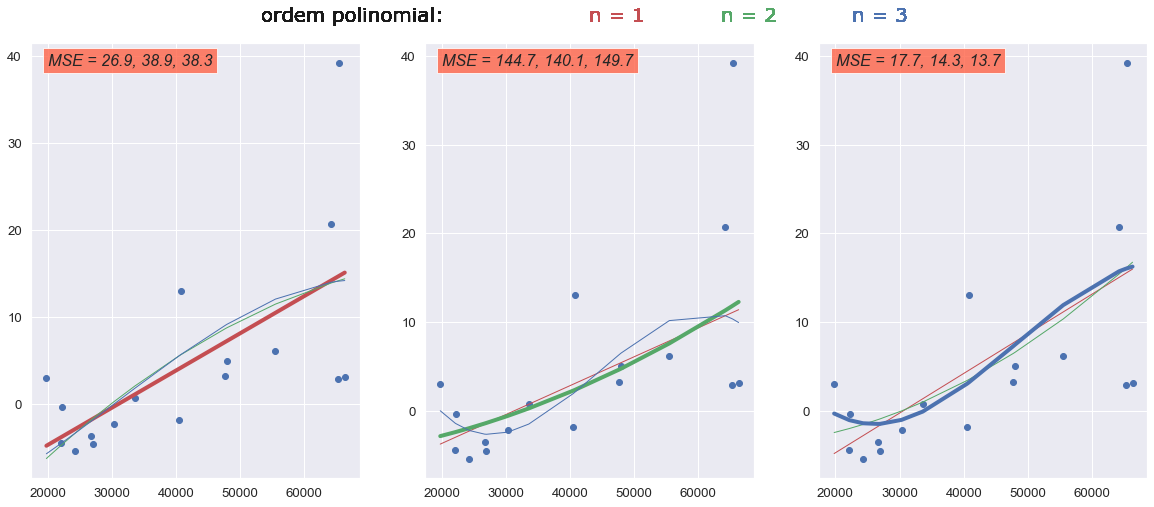 ordem polinomial: n = 1 n = 2 n = 3
MSE = 26.9, 38.9, 38.3
40
30
20
10
0
20000 30000 40000 50000 60000
MSE = 144.7, 140.1, 149.7
40
30
20
10
0
20000 30000 40000 50000 60000
MSE = 17.7, 14.3, 13.7
40
30
20
10
0
20000 30000 40000 50000 60000